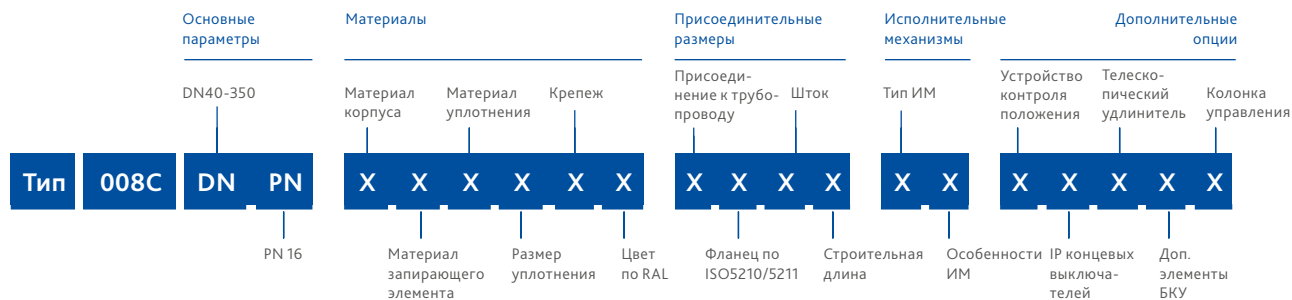 Основные
параметры
Материалы
Присоединительные
размеры
Исполнительные
механизмы
Дополнительные
опции
DN40-350
Материал
корпуса
Материал
уплотнения
Крепеж
Присоеди-
нение к трубо-
проводу
Шток
Тип ИМ
Устройство
контроля
положения
Телеско-
пический
удлинитель
Колонка
управления
Тип 008C DN PN X X X X X X X X X X X X X X X X X
PN 16
Материал
запирающего
элемента
Размер
уплотнения
Цвет
по RAL
Фланец по
ISO5210/5211
Строительная
длина
Особенности
ИМ
IP концевых
выключа-
телей
Доп.
элементы
БКУ